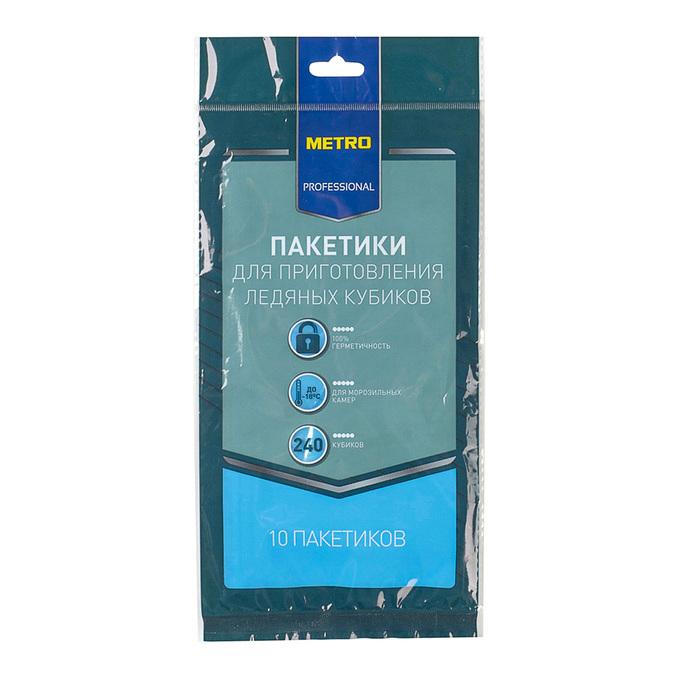 METRO
PROFESSIONAL
ПАКЕТИКИ
ДЛЯ ПРИГОТОВЛЕНИЯ
ЛЕДЯНЫХ КУБИКОВ
100%
ГЕРМЕТИЧНОСТЬ
ДО
-18°C
ДЛЯ МОРОЗИЛЬНЫХ
КАМЕР
240
КУБИКОВ
10 ПАКЕТИКОВ